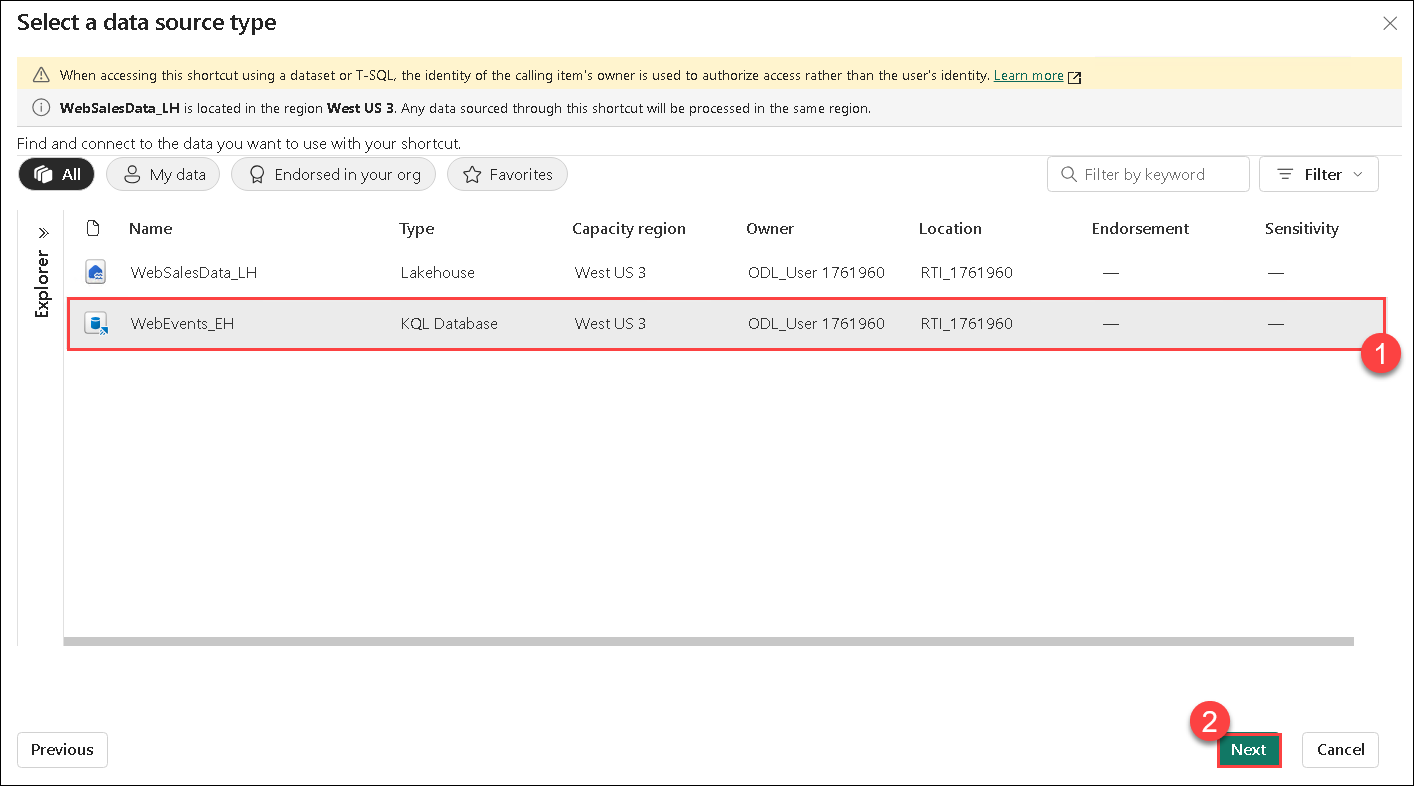 Select a data source type
When accessing this shortcut using a dataset or T-SQL, the identity of the calling item's owner is used to authorize access rather than the user's identity. Learn more
WebSalesData_LH is located in the region West US 3. Any data sourced through this shortcut will be processed in the same region.
Find and connect to the data you want to use with your shortcut.
All My data Endorsed in your org Favorites Filter by keyword Filter
Explorer
Name Type Capacity region Owner Location Endorsement Sensitivity
WebSalesData_LH Lakehouse West US 3 ODL_User 1761960 RTI_1761960 — —
WebEvents_EH KQL Database West US 3 ODL_User 1761960 RTI_1761960 — —
1
2
Previous Next Cancel